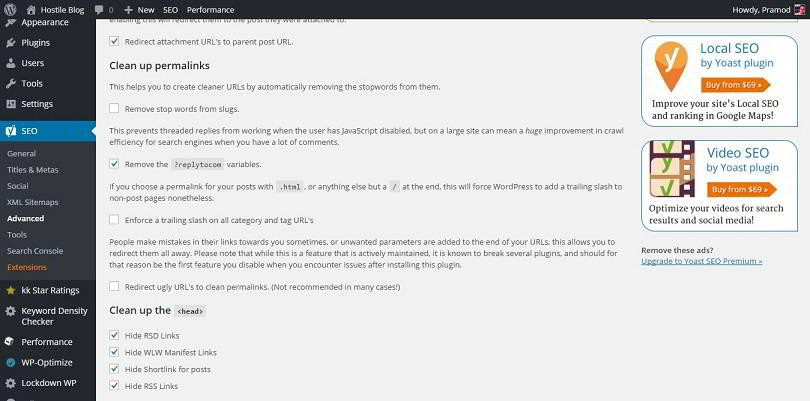 Hostile Blog 0 + New SEO Performance Howdy, Pramod
Appearance
Plugins
Users
Tools
Settings
SEO
General
Titles & Metas
Social
XML Sitemaps
Advanced
Tools
Search Console
Extensions
kk Star Ratings
Keyword Density
Checker
Performance
WP-Optimize
Lockdown WP
enabling this will redirect them to the post they were attached to.
Redirect attachment URL's to parent post URL.
Clean up permalinks
This helps you to create cleaner URLs by automatically removing the stopwords from them.
Remove stop words from slugs.
This prevents threaded replies from working when the user has JavaScript disabled, but on a large site can mean a huge improvement in crawl
efficiency for search engines when you have a lot of comments.
Remove the ?replytocom variables.
If you choose a permalink for your posts with .html, or anything else but a / at the end, this will force WordPress to add a trailing slash to
non-post pages nonetheless.
Enforce a trailing slash on all category and tag URL's
People make mistakes in their links towards you sometimes, or unwanted parameters are added to the end of your URLs, this allows you to
redirect them all away. Please note that while this is a feature that is actively maintained, it is known to break several plugins, and should for
that reason be the first feature you disable when you encounter issues after installing this plugin.
Redirect ugly URL's to clean permalinks. (Not recommended in many cases!)
Clean up the <head>
Hide RSD Links
Hide WLW Manifest Links
Hide Shortlink for posts
Hide RSS Links
Local SEO
by Yoast plugin
Buy from $69 »
Improve your site's Local SEO
and ranking in Google Maps!
Video SEO
by Yoast plugin
Buy from $69 »
Optimize your videos for search
results and social media!
Remove these ads?
Upgrade to Yoast SEO Premium »